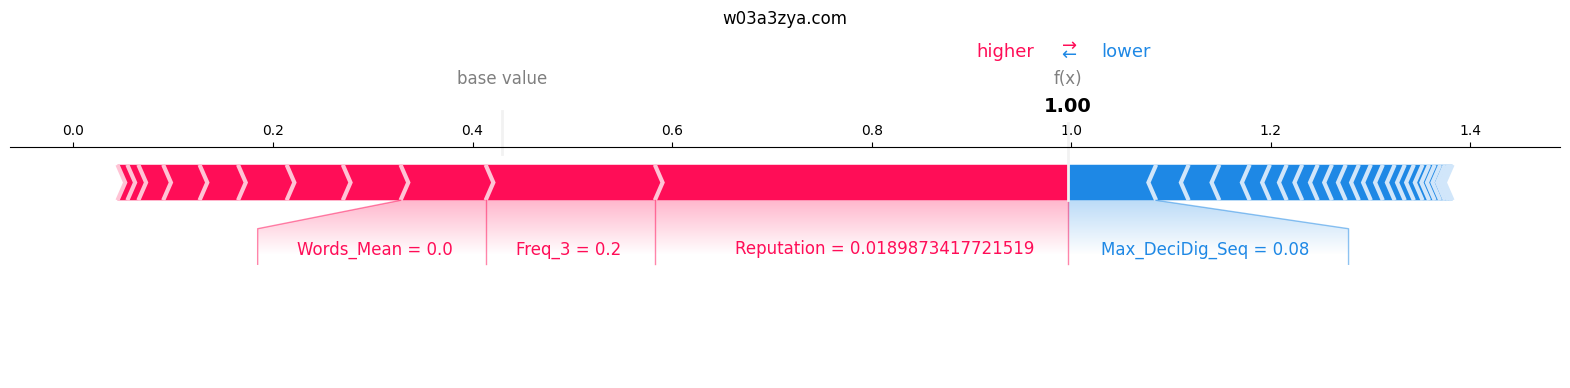 w03a3zya.com
higher → lower
←
base value f(x)
1.00
0.0 0.2 0.4 0.6 0.8 1.0 1.2 1.4
Words_Mean = 0.0 Freq_3 = 0.2 Reputation = 0.0189873417721519 Max_DeciDig_Seq = 0.08